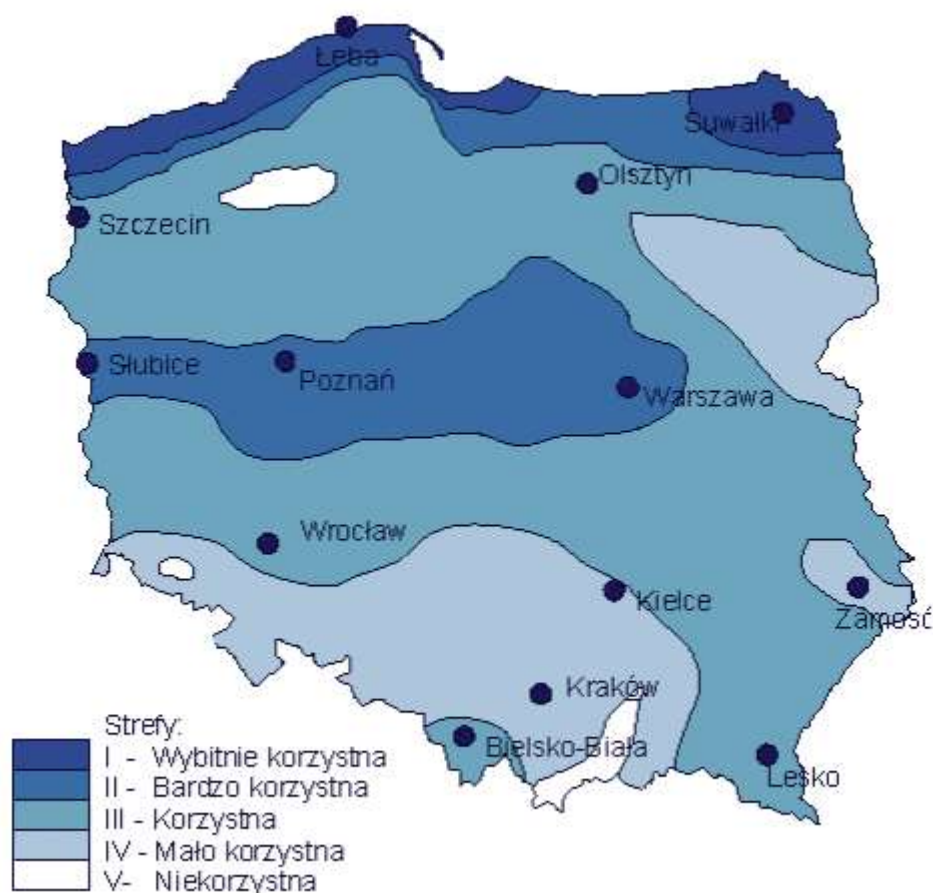 Łeba
Suwałki
Olsztyn
Szczecin
Słubice
Poznań
Warszawa
Wrocław
Kielce
Zamość
Kraków
Bielsko-Biała
Lesko
Strefy:
I - Wybitnie korzystna
II - Bardzo korzystna
III - Korzystna
IV - Mało korzystna
V- Niekorzystna